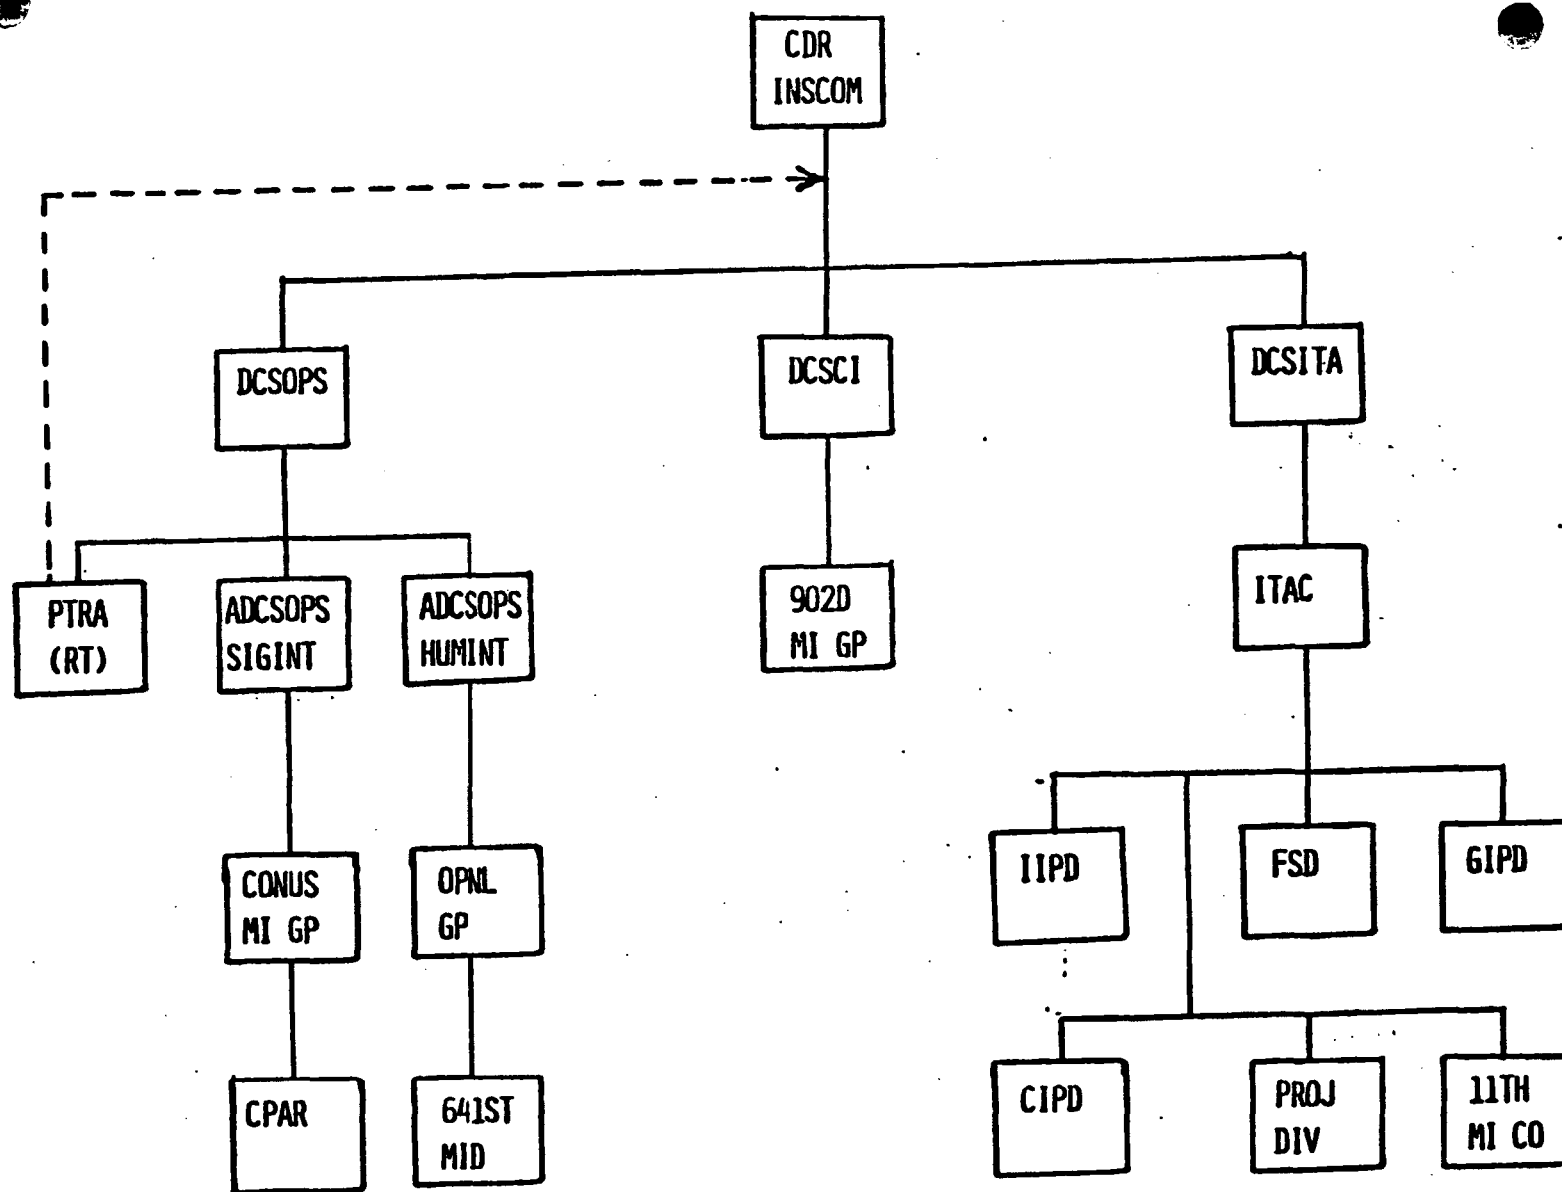 CDR
INSCOM
DCSOPS
DCSCI
DCSITA
PTRA
(RT)
ADCSOPS
SIGINT
ADCSOPS
HUMINT
902D
MI GP
ITAC
CONUS
MI GP
OPNL
GP
IIPD
FSD
GIPD
CPAR
641ST
MID
CIPD
PROJ
DIV
11TH
MI CO